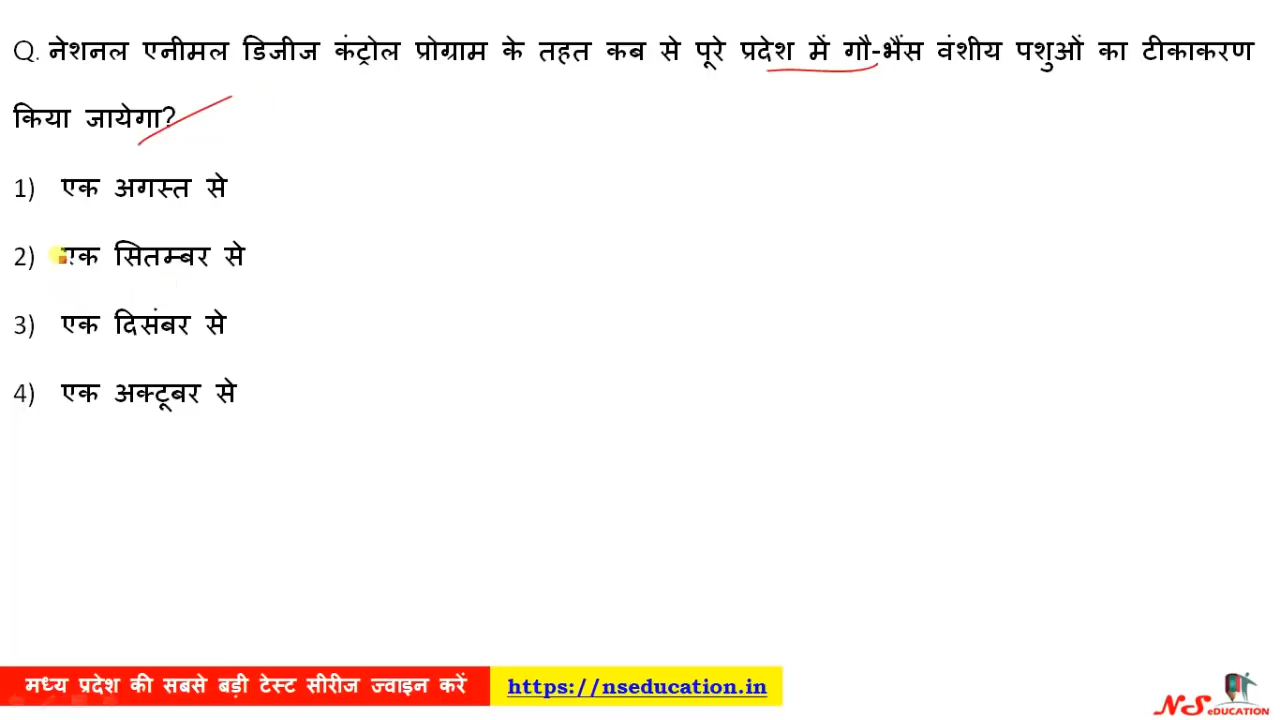 Q. नेशनल एनीमल डिजीज कंट्रोल प्रोग्राम के तहत कब से पूरे प्रदेश में गौ-भैंस वंशीय पशुओं का टीकाकरण
किया जायेगा?
1) एक अगस्त से
2) एक सितम्बर से
3) एक दिसंबर से
4) एक अक्टूबर से
मध्य प्रदेश की सबसे बड़ी टेस्ट सीरीज ज्वाइन करें https://nseducation.in
NS eDUCATION